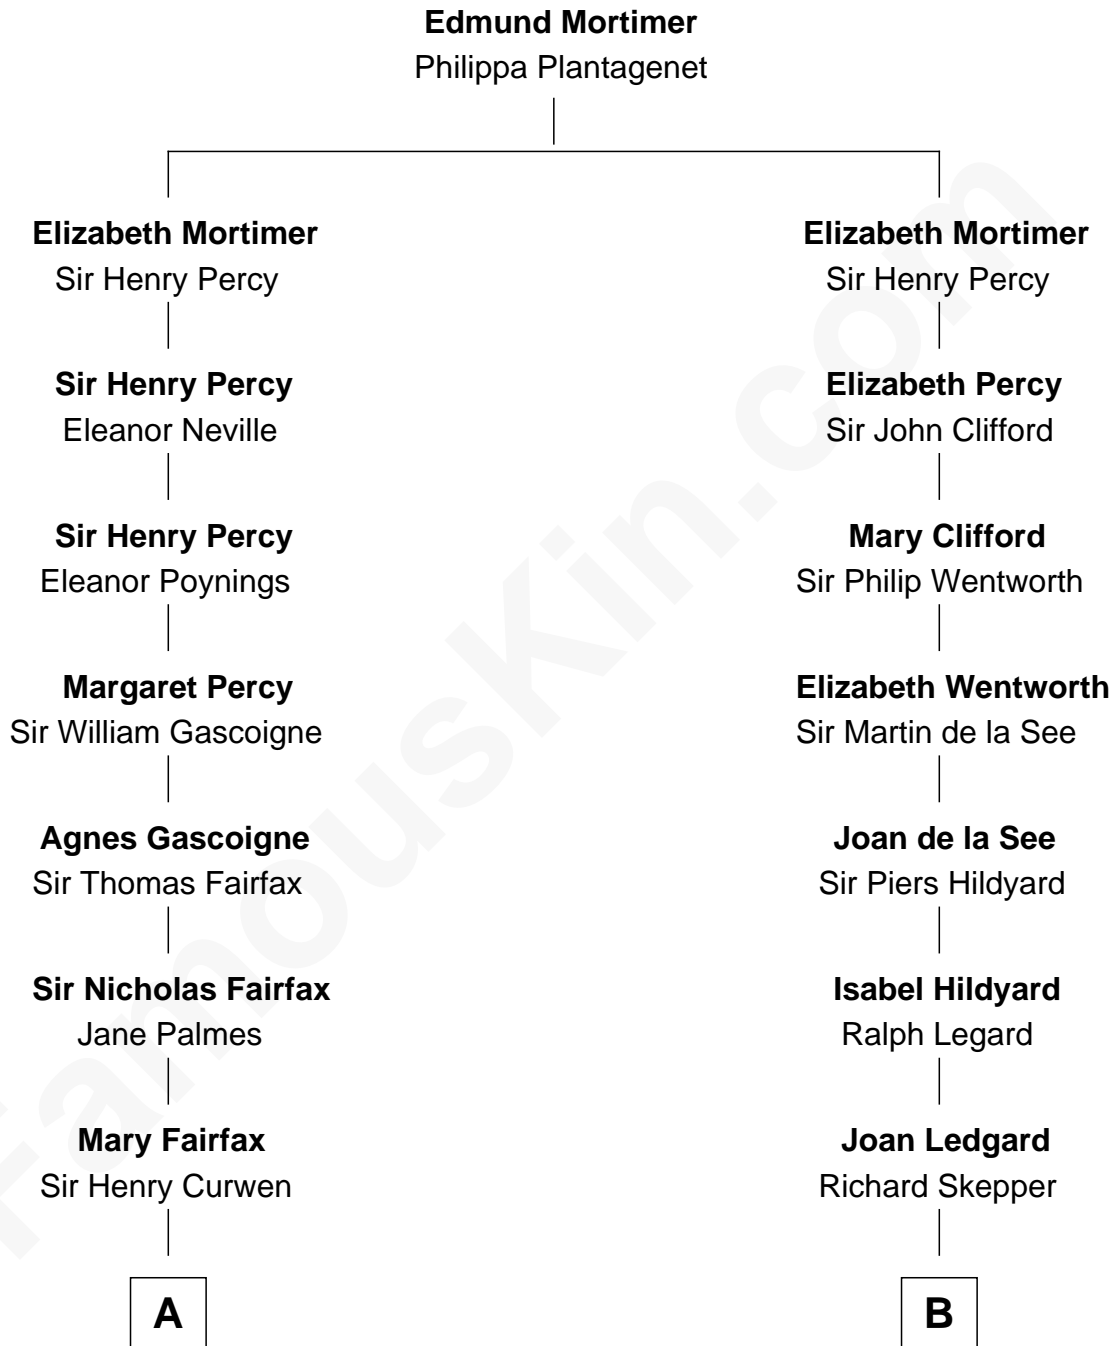 Edmund Mortimer
Philippa Plantagenet
Elizabeth Mortimer
Sir Henry Percy
Sir Henry Percy
Eleanor Neville
Sir Henry Percy
Eleanor Poynings
Margaret Percy
Sir William Gascoigne
Agnes Gascoigne
Sir Thomas Fairfax
Sir Nicholas Fairfax
Jane Palmes
Mary Fairfax
Sir Henry Curwen
A
Elizabeth Mortimer
Sir Henry Percy
Elizabeth Percy
Sir John Clifford
Mary Clifford
Sir Philip Wentworth
Elizabeth Wentworth
Sir Martin de la See
Joan de la See
Sir Piers Hildyard
Isabel Hildyard
Ralph Legard
Joan Ledgard
Richard Skepper
B
FamousKin.com